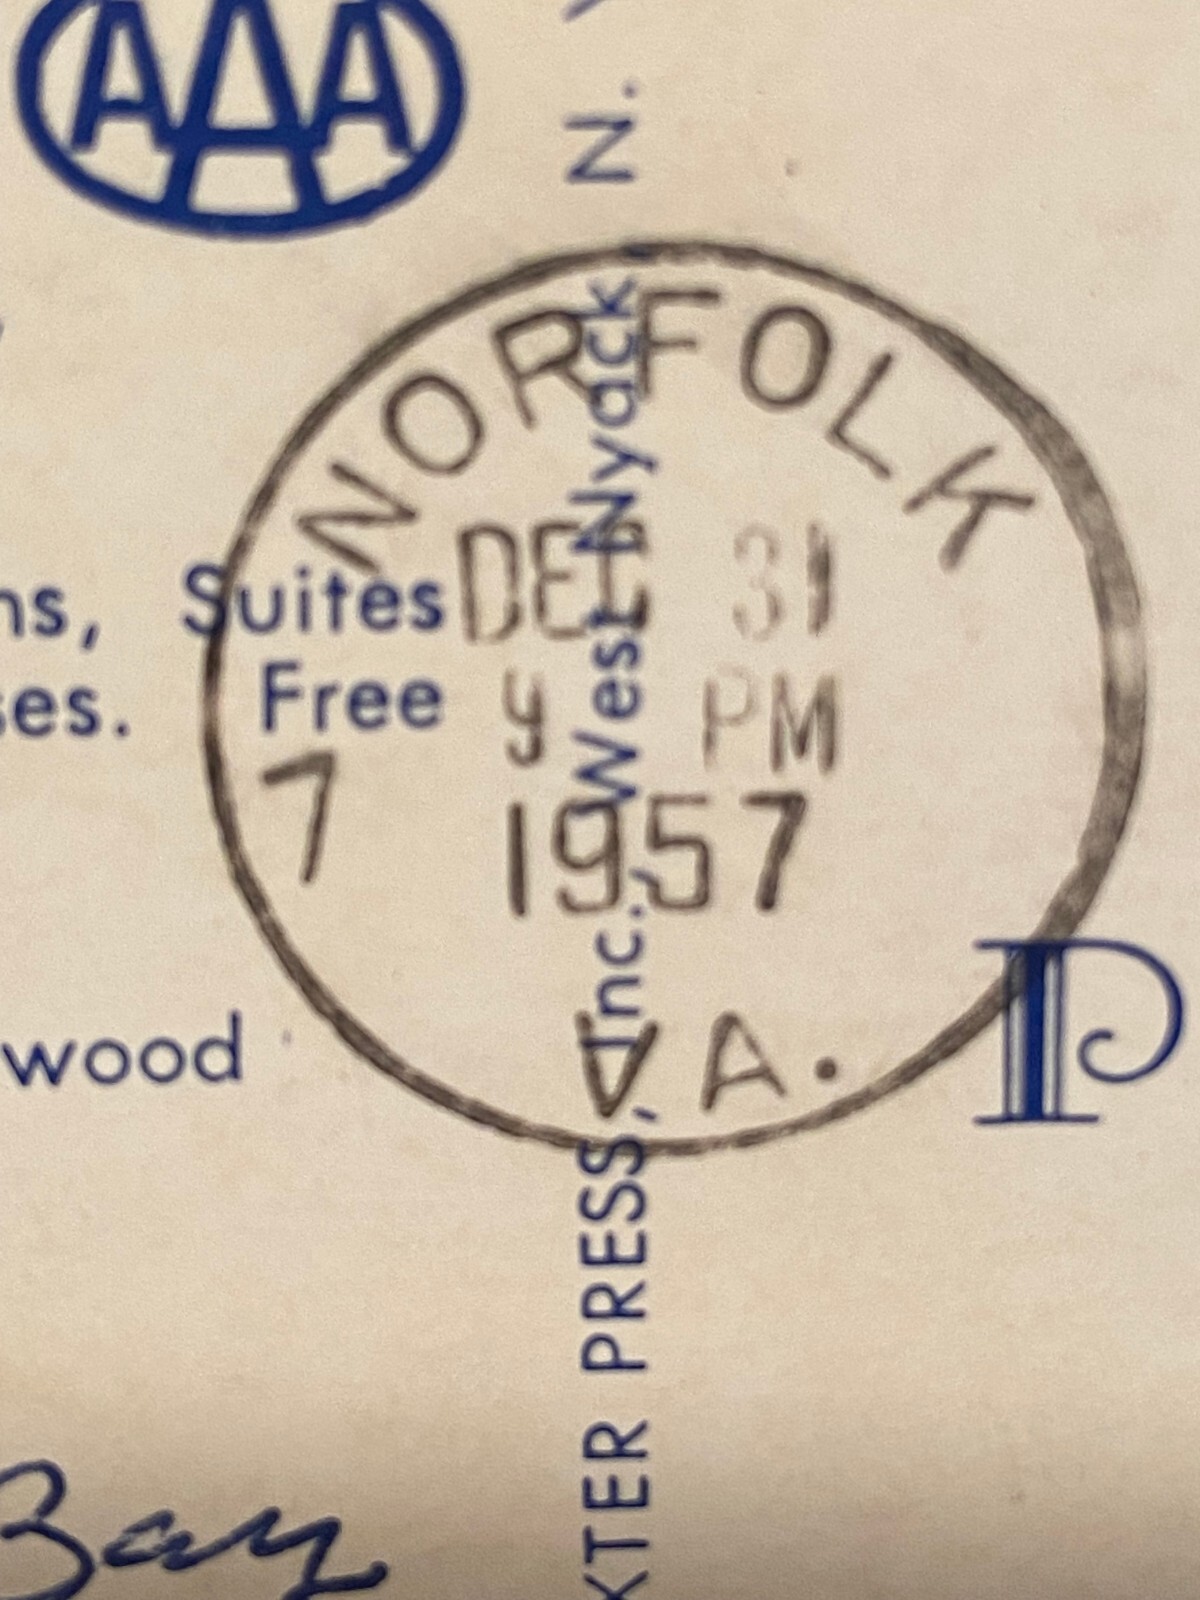 AAA
NORFOLK
DEC 31
9 PM
7 1957
VA.
ns, Suites
ses. Free
wood
P
Bay
XTER PRESS, Inc., West Nyack, N. Y